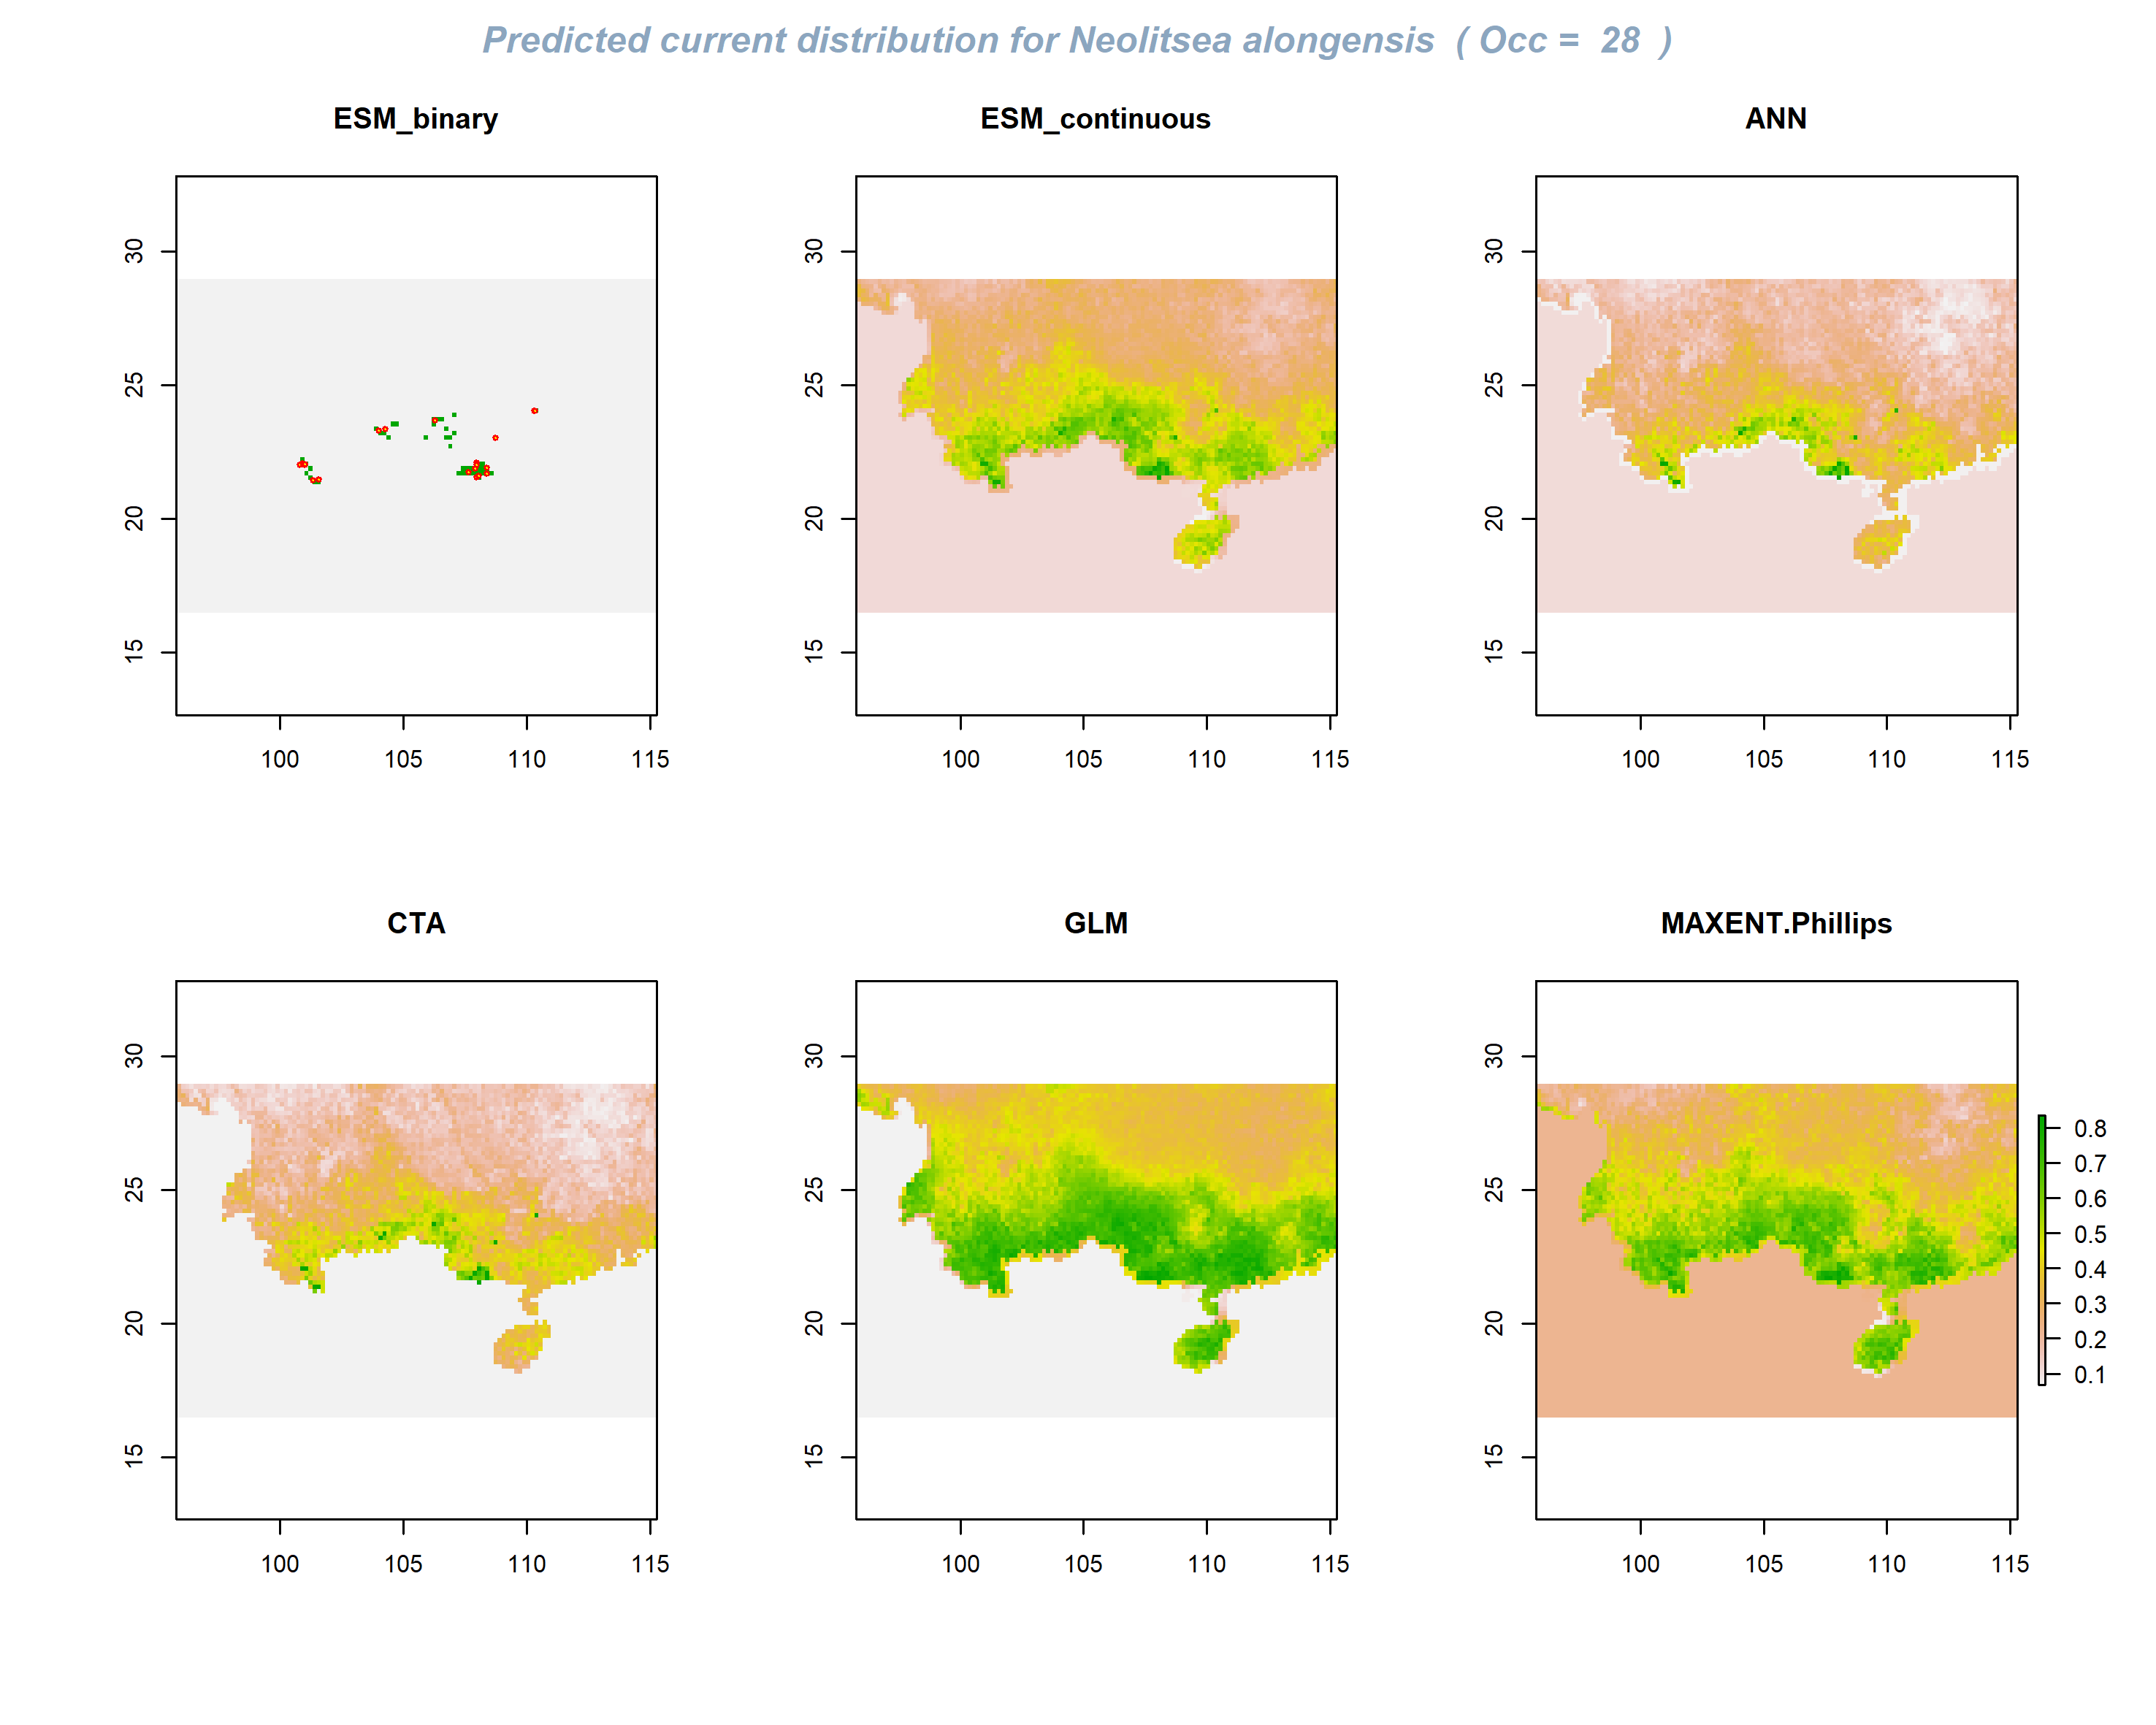 Predicted current distribution for Neolitsea alongensis ( Occ = 28 )
ESM_binary
ESM_continuous
ANN
30
25
20
15
100 105 110 115
30
25
20
15
100 105 110 115
30
25
20
15
100 105 110 115
CTA
GLM
MAXENT.Phillips
30
25
20
15
100 105 110 115
30
25
20
15
100 105 110 115
30
25
20
15
100 105 110 115
0.8
0.7
0.6
0.5
0.4
0.3
0.2
0.1